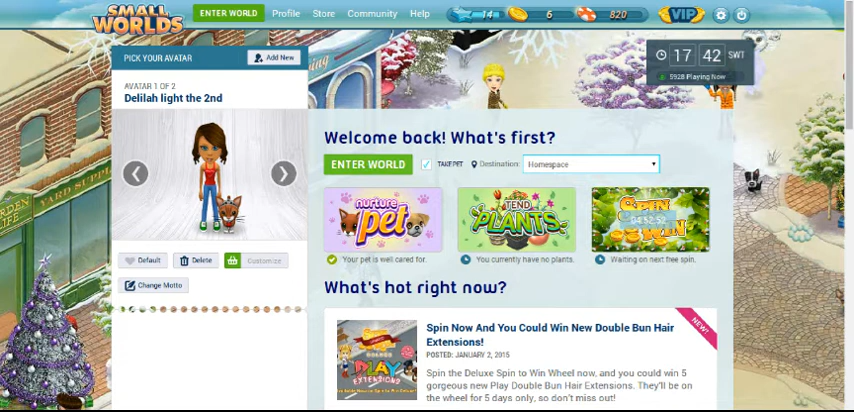 SMALL WORLDS
ENTER WORLD Profile Store Community Help 14 6 820 VIP
PICK YOUR AVATAR Add New
17 42 SWT
5928 Playing Now
AVATAR 1 OF 2
Delilah light the 2nd
Welcome back! What's first?
ENTER WORLD TAKE PET Destination: Homespace
YARD SUPPL
LIFE
nurture pet
TEND PLANTS
SPIN
04:52:52
WIN
Your pet is well cared for. You currently have no plants. Waiting on next free spin.
Default Delete Customize
Change Motto
What's hot right now?
NEW!
Spin Now And You Could Win New Double Bun Hair
Extensions!
POSTED: JANUARY 2, 2015
PLAY
EXTENSIONS
Spin the Deluxe Spin to Win Wheel now, and you could win 5
gorgeous new Play Double Bun Hair Extensions. They'll be on
the wheel for 5 days only, so don't miss out!